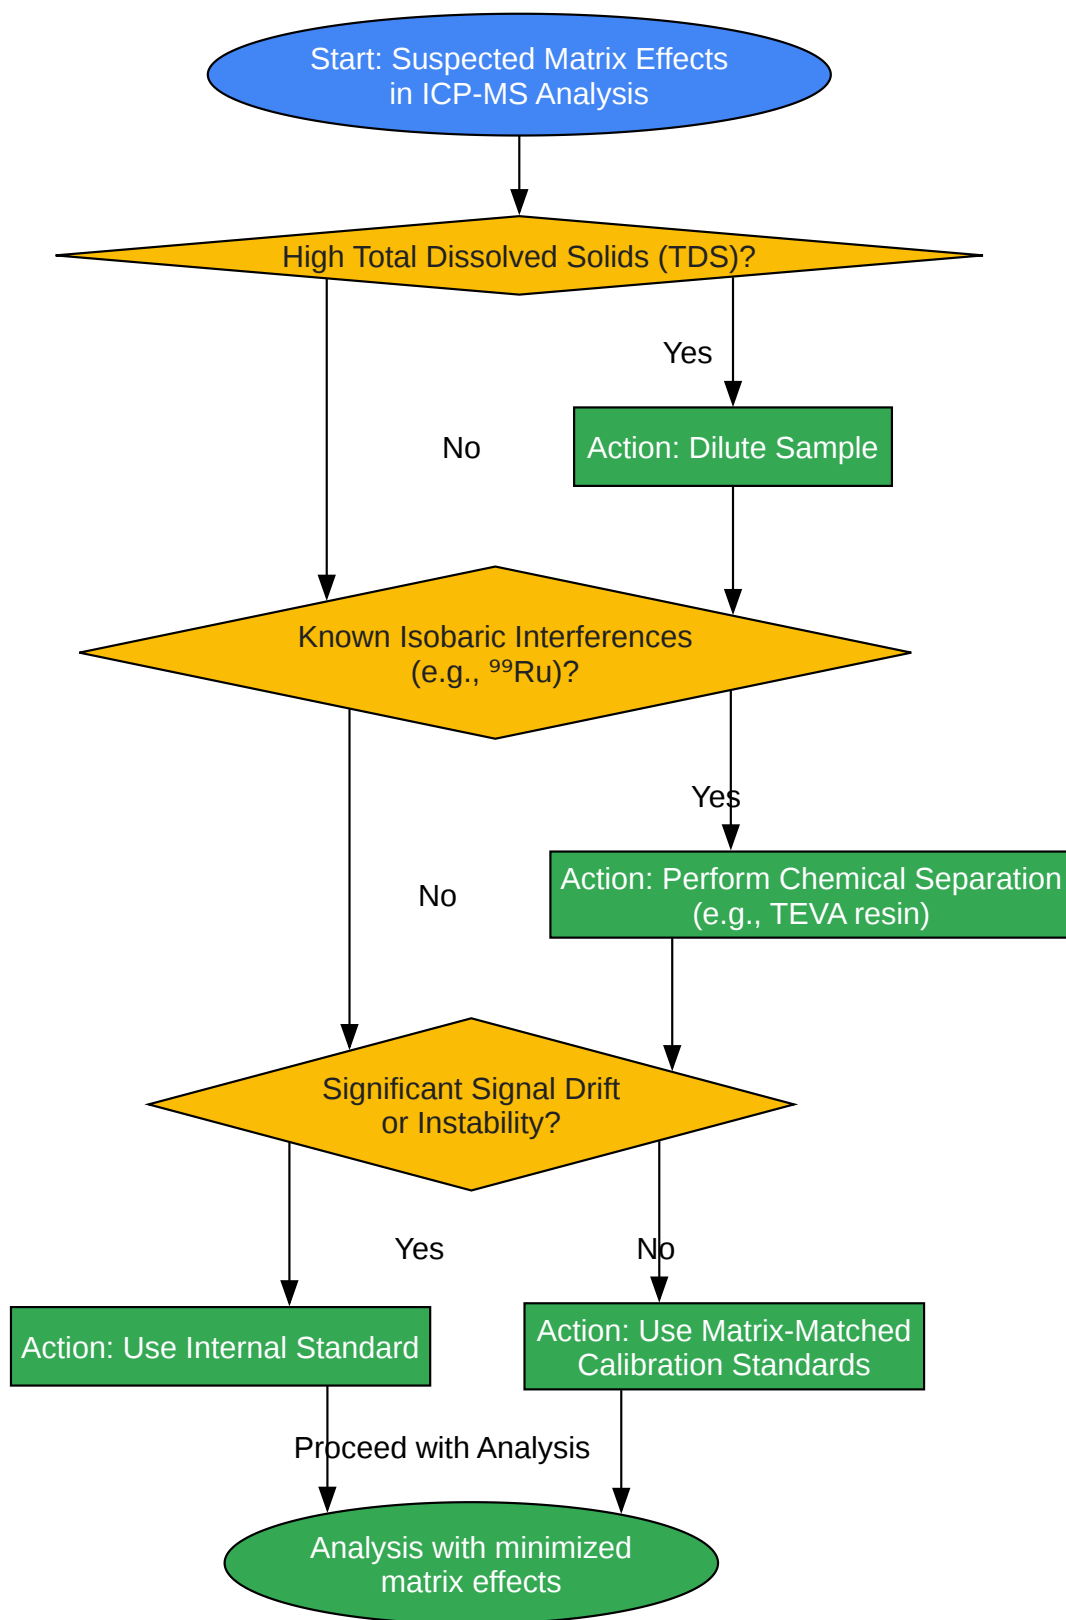 Start: Suspected Matrix Effects
in ICP-MS Analysis
High Total Dissolved Solids (TDS)?
Yes
No
Action: Dilute Sample
Known Isobaric Interferences
(e.g., ⁹⁹Ru)?
Yes
No
Action: Perform Chemical Separation
(e.g., TEVA resin)
Significant Signal Drift
or Instability?
Yes
No
Action: Use Internal Standard
Action: Use Matrix-Matched
Calibration Standards
Proceed with Analysis
Analysis with minimized
matrix effects